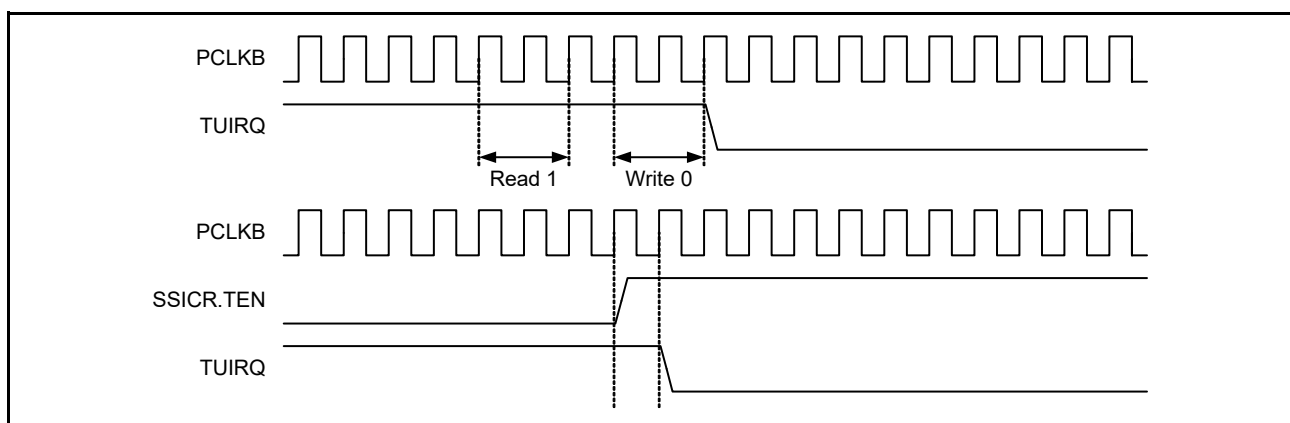 PCLKB
TUIRQ
Read 1 Write 0
PCLKB
SSICR.TEN
TUIRQ